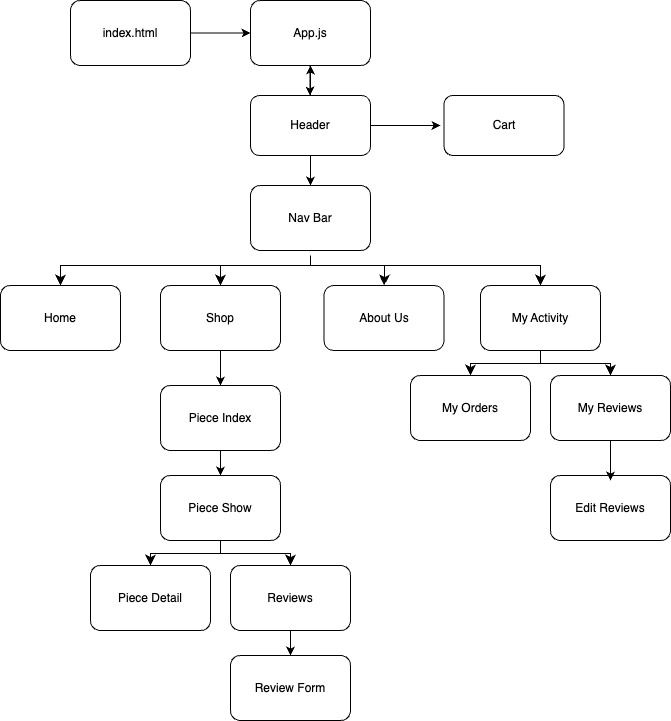 index.html
App.js
Header
Cart
Nav Bar
Home
Shop
About Us
My Activity
My Orders
My Reviews
Piece Index
Piece Show
Edit Reviews
Piece Detail
Reviews
Review Form